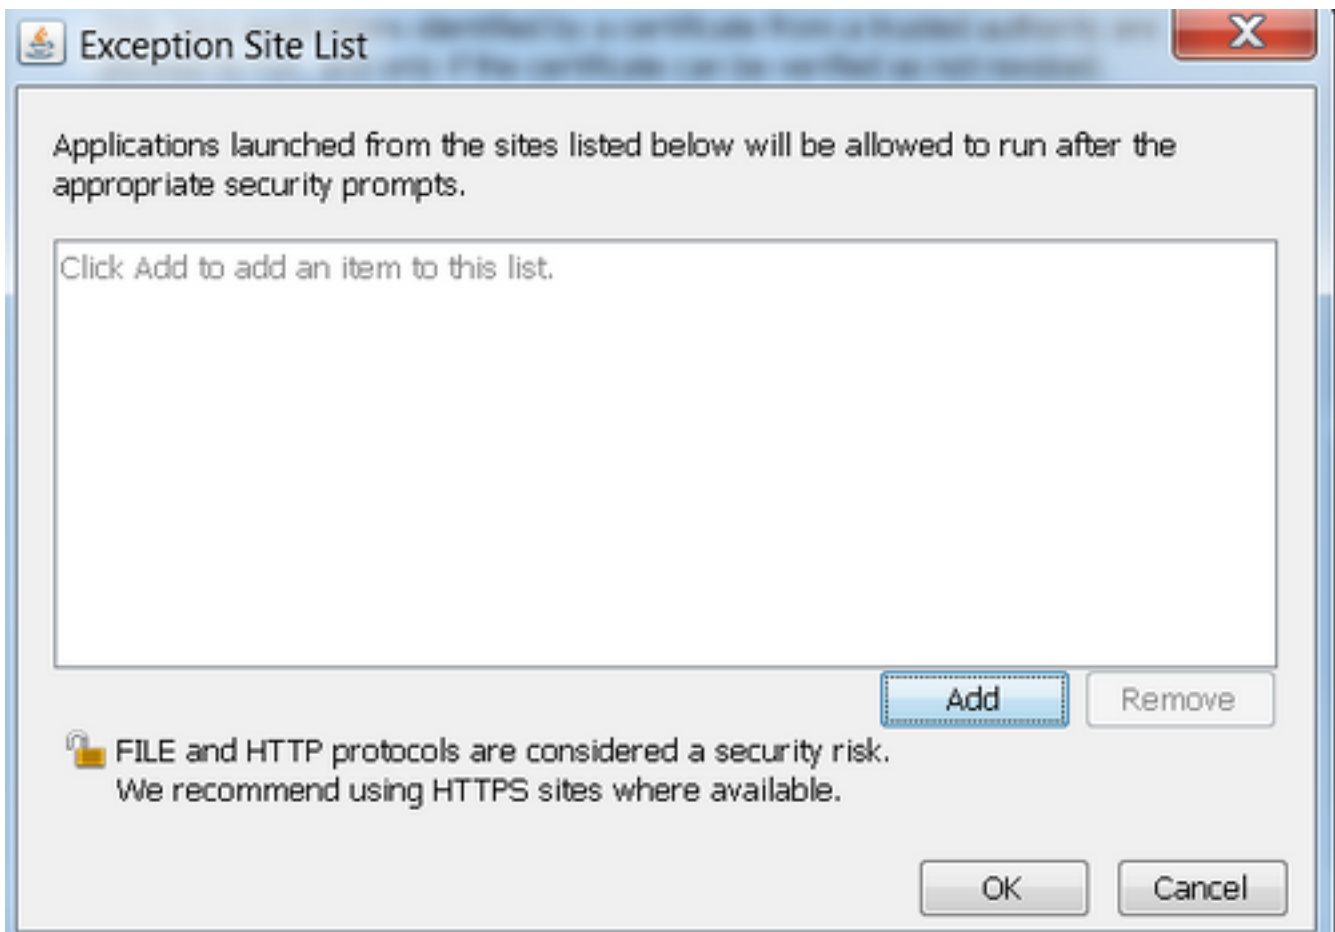 Exception Site List
Applications launched from the sites listed below will be allowed to run after the
appropriate security prompts.
Click Add to add an item to this list.
Add Remove
FILE and HTTP protocols are considered a security risk.
We recommend using HTTPS sites where available.
OK Cancel